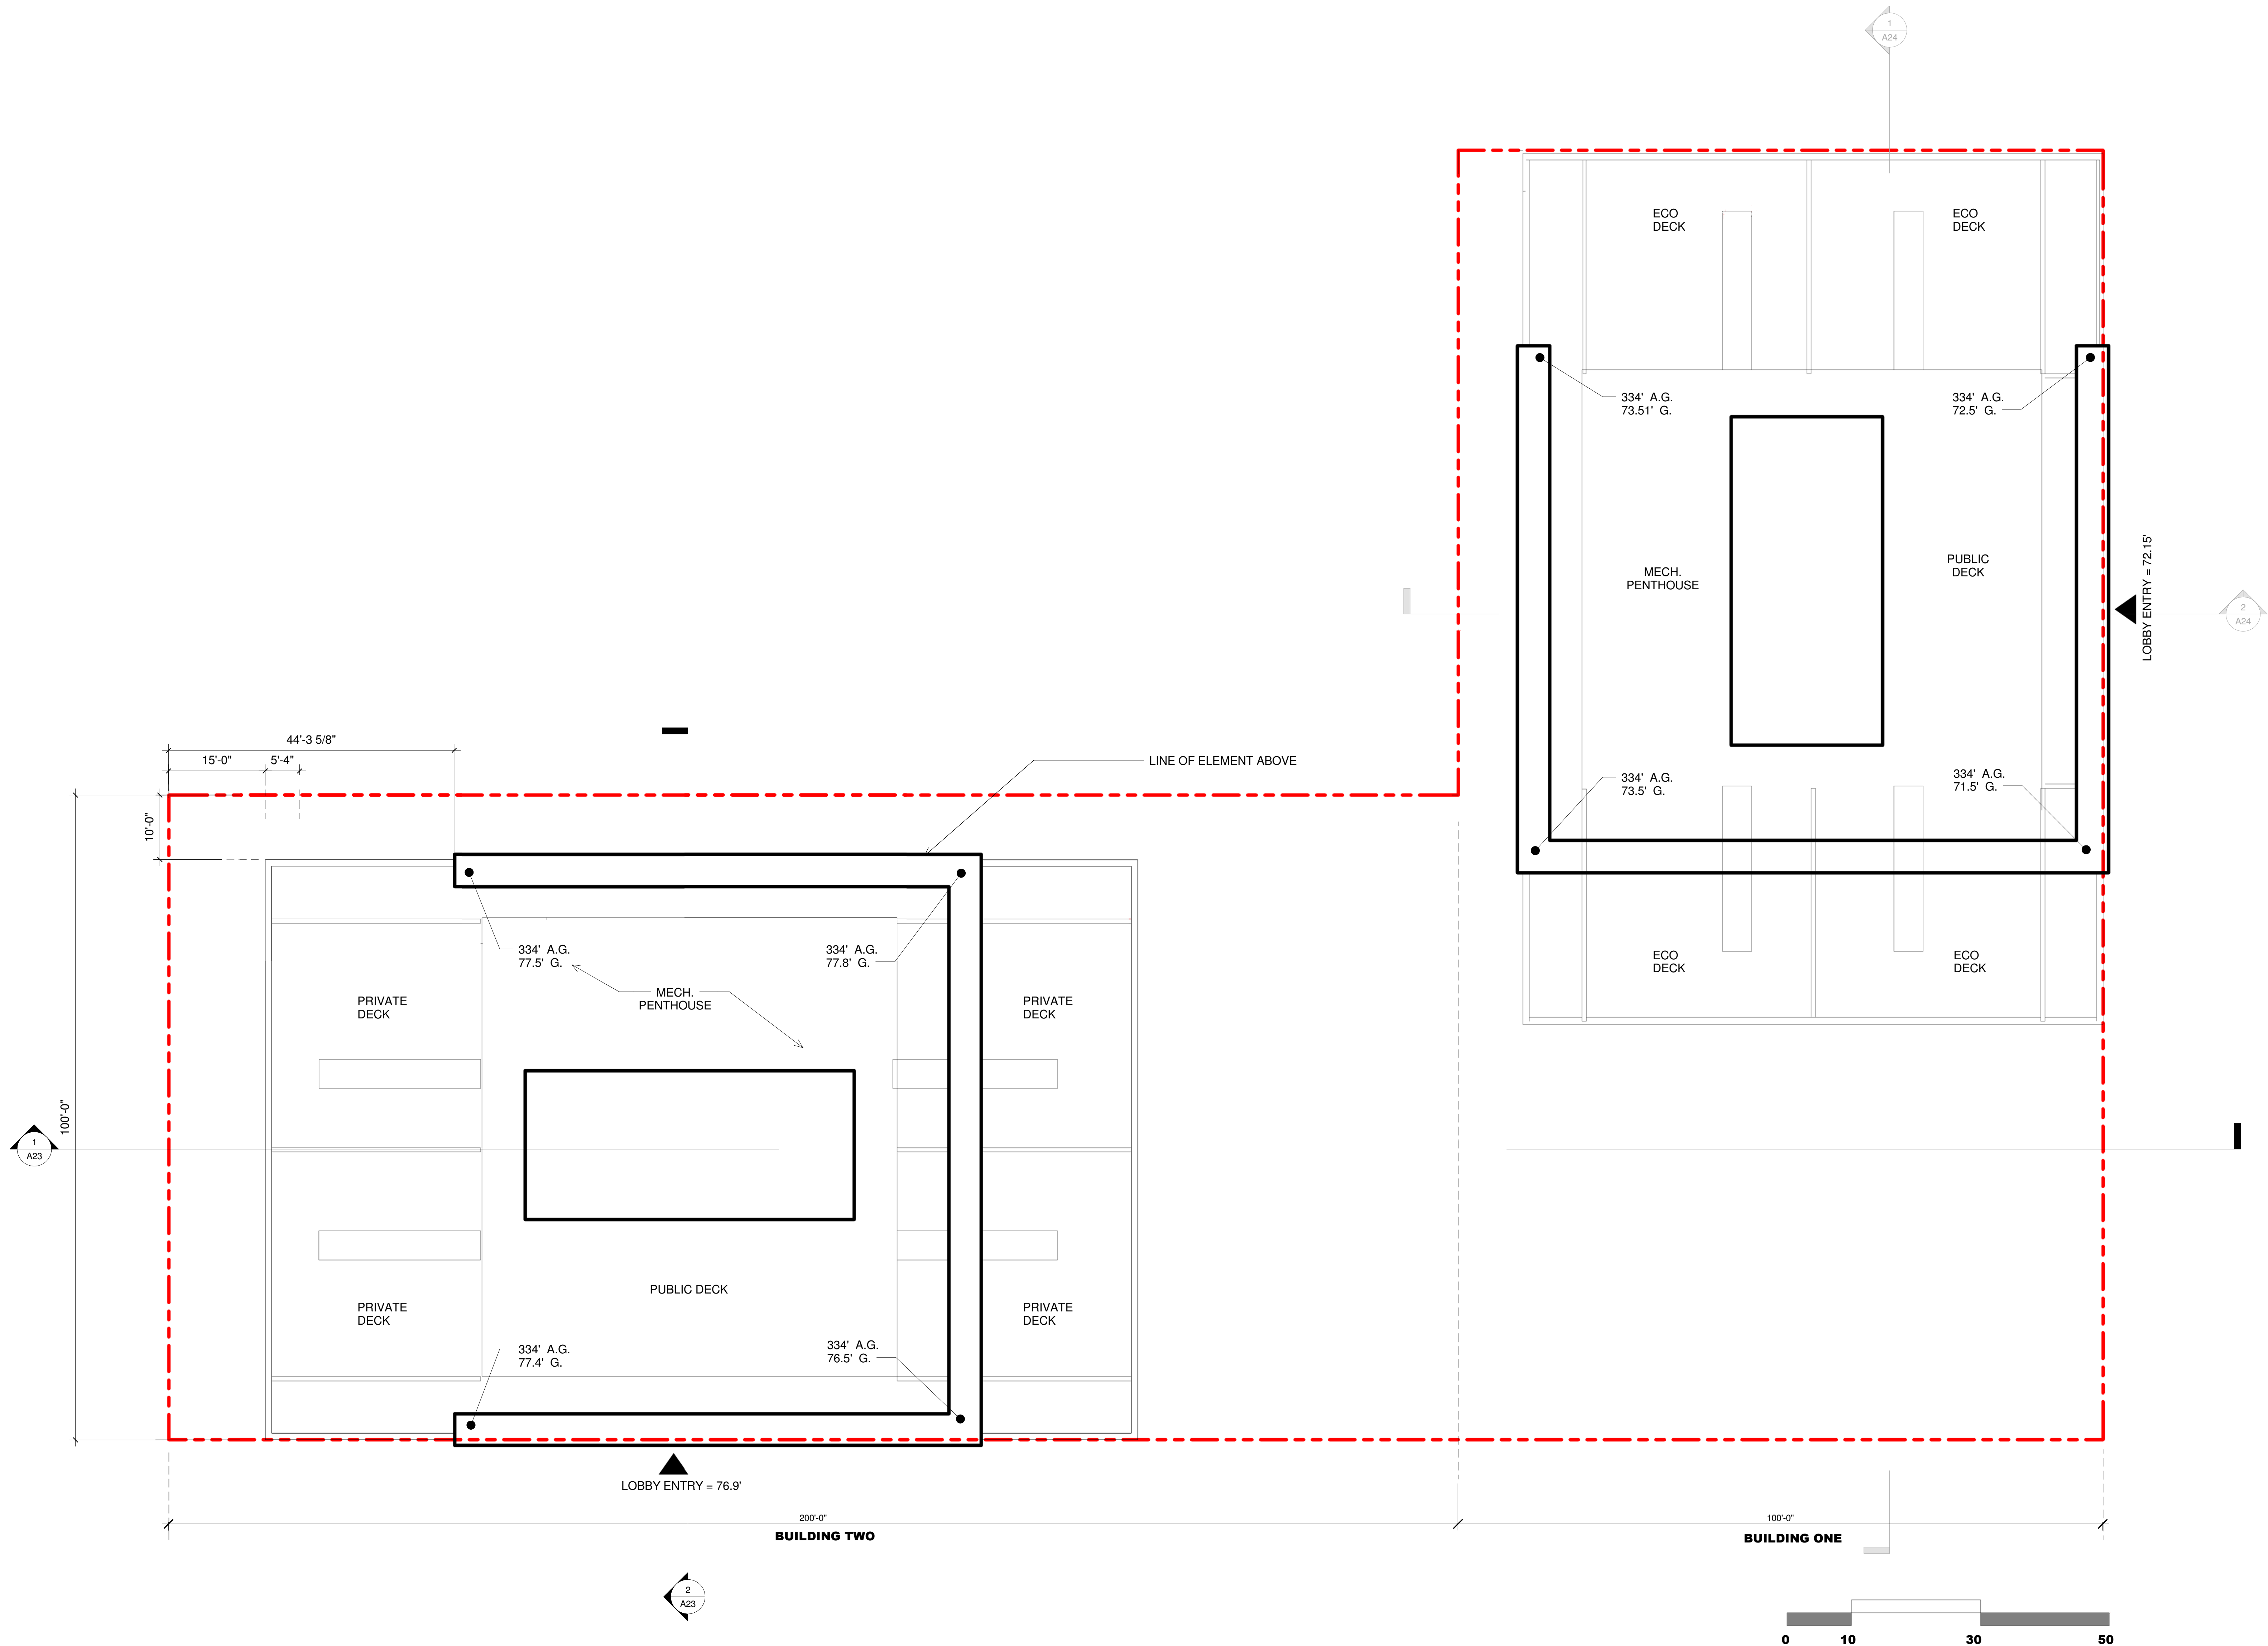 1
A24
ECO
DECK
ECO
DECK
334' A.G.
73.51' G.
334' A.G.
72.5' G.
MECH.
PENTHOUSE
PUBLIC
DECK
LOBBY ENTRY = 72.15'
2
A24
44'-3 5/8"
15'-0"
5'-4"
LINE OF ELEMENT ABOVE
334' A.G.
73.5' G.
334' A.G.
71.5' G.
10'-0"
334' A.G.
77.5' G.
334' A.G.
77.8' G.
ECO
DECK
ECO
DECK
MECH.
PENTHOUSE
PRIVATE
DECK
PRIVATE
DECK
100'-0"
1
A23
PUBLIC DECK
PRIVATE
DECK
PRIVATE
DECK
334' A.G.
77.4' G.
334' A.G.
76.5' G.
LOBBY ENTRY = 76.9'
200'-0"
BUILDING TWO
100'-0"
BUILDING ONE
2
A23
0 10 30 50